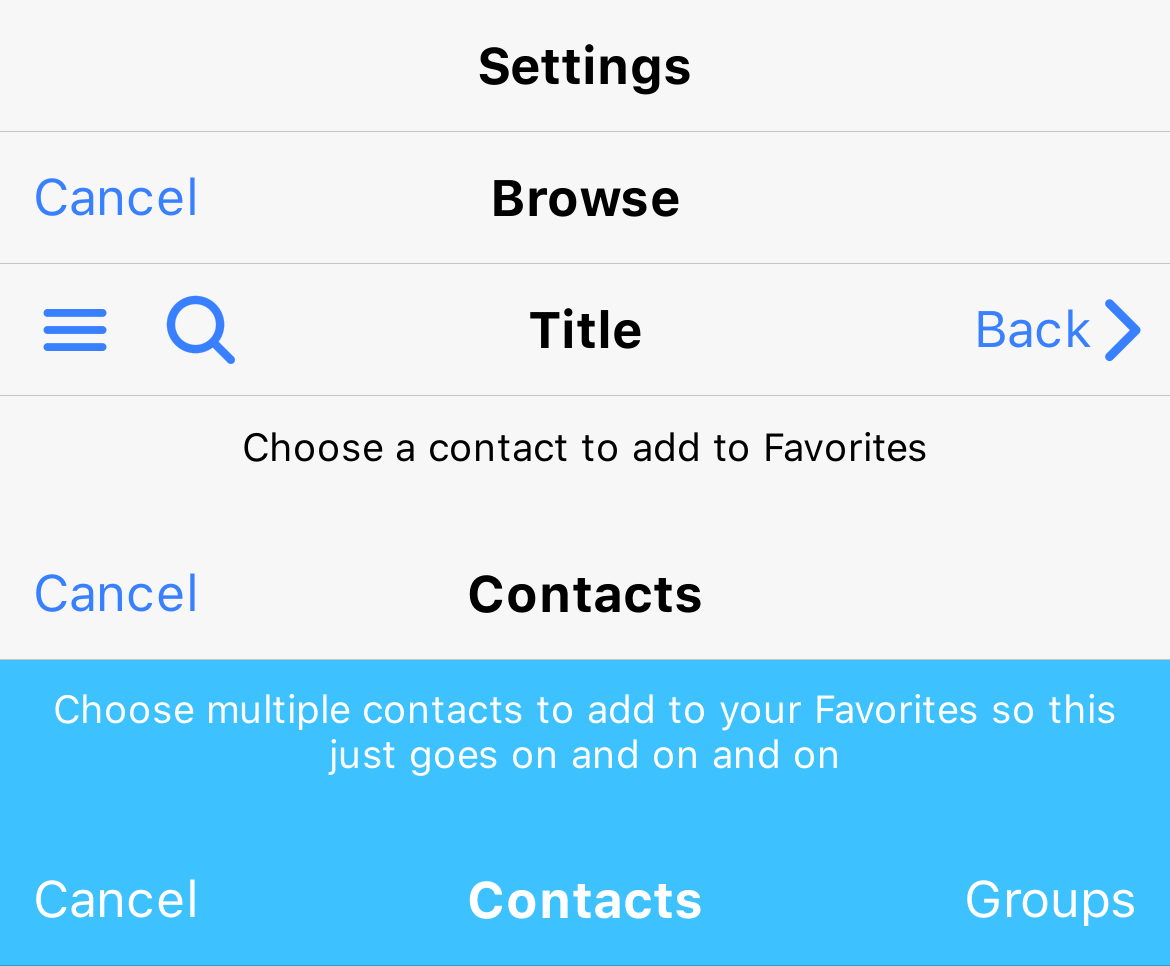 Settings
Cancel Browse
Title Back
Choose a contact to add to Favorites
Cancel Contacts
Choose multiple contacts to add to your Favorites so this
just goes on and on and on
Cancel Contacts Groups